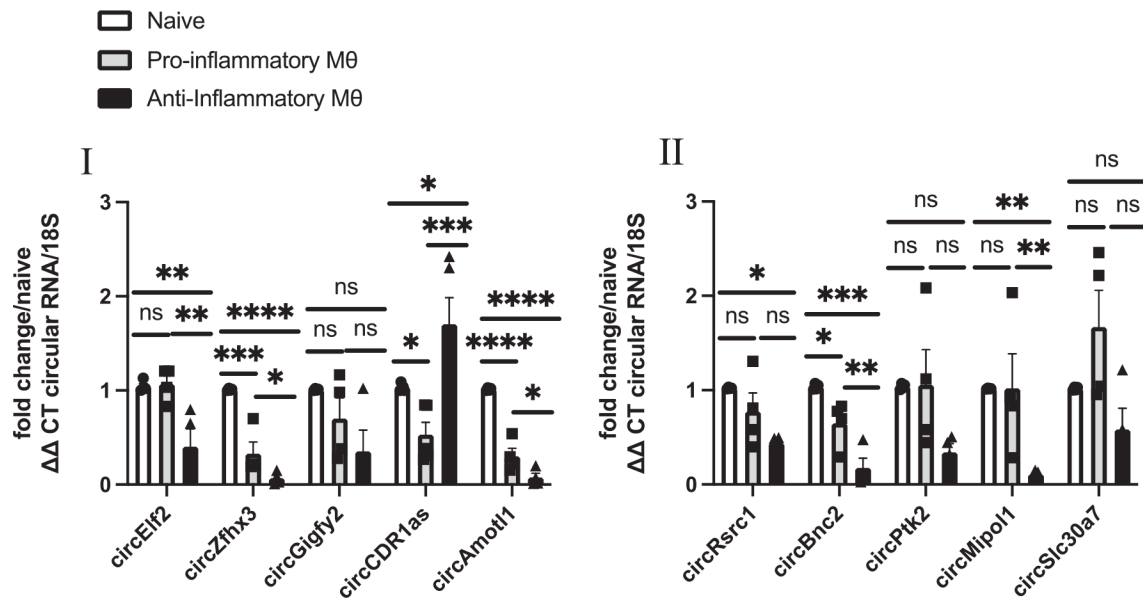 Naive
Pro-inflammatory Mθ
Anti-Inflammatory Mθ
I
fold change/naive
ΔΔ CT circular RNA/18S
3
2
1
0
**
ns
**
****
***
*
ns
ns
ns
*
*
***
****
****
*
circElf2
circZfhx3
circGigfy2
circCDR1as
circAmotl1
II
fold change/naive
ΔΔ CT circular RNA/18S
3
2
1
0
*
ns
ns
***
*
**
ns
ns
ns
**
ns
**
ns
ns
ns
circRsrc1
circBnc2
circPtk2
circMipol1
circSlc30a7